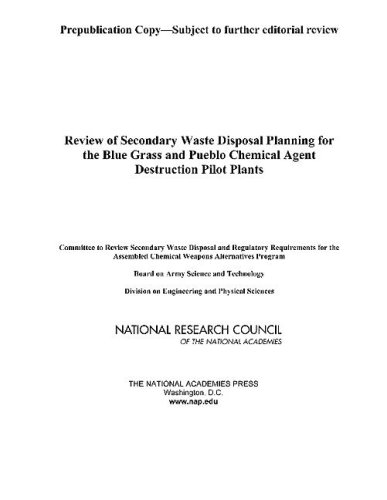 Prepublication Copy—Subject to further editorial review
Review of Secondary Waste Disposal Planning for
the Blue Grass and Pueblo Chemical Agent
Destruction Pilot Plants
Committee to Review Secondary Waste Disposal and Regulatory Requirements for the
Assembled Chemical Weapons Alternatives Program
Board on Army Science and Technology
Division on Engineering and Physical Sciences
NATIONAL RESEARCH COUNCIL
OF THE NATIONAL ACADEMIES
THE NATIONAL ACADEMIES PRESS
Washington, D.C.
www.nap.edu